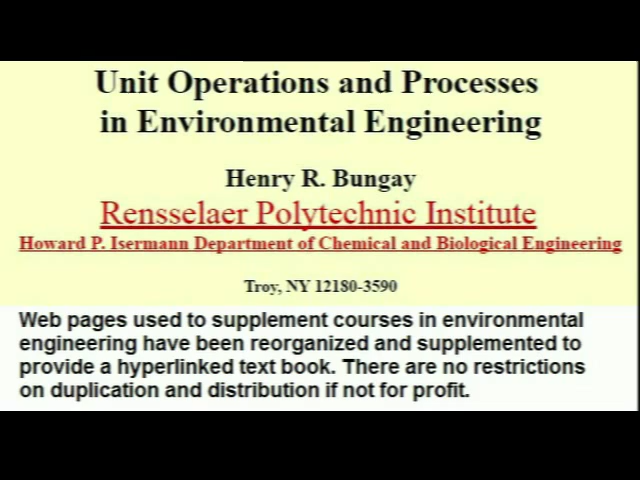 Unit Operations and Processes
in Environmental Engineering
Henry R. Bungay
Rensselaer Polytechnic Institute
Howard P. Isermann Department of Chemical and Biological Engineering
Troy, NY 12180-3590
Web pages used to supplement courses in environmental
engineering have been reorganized and supplemented to
provide a hyperlinked text book. There are no restrictions
on duplication and distribution if not for profit.